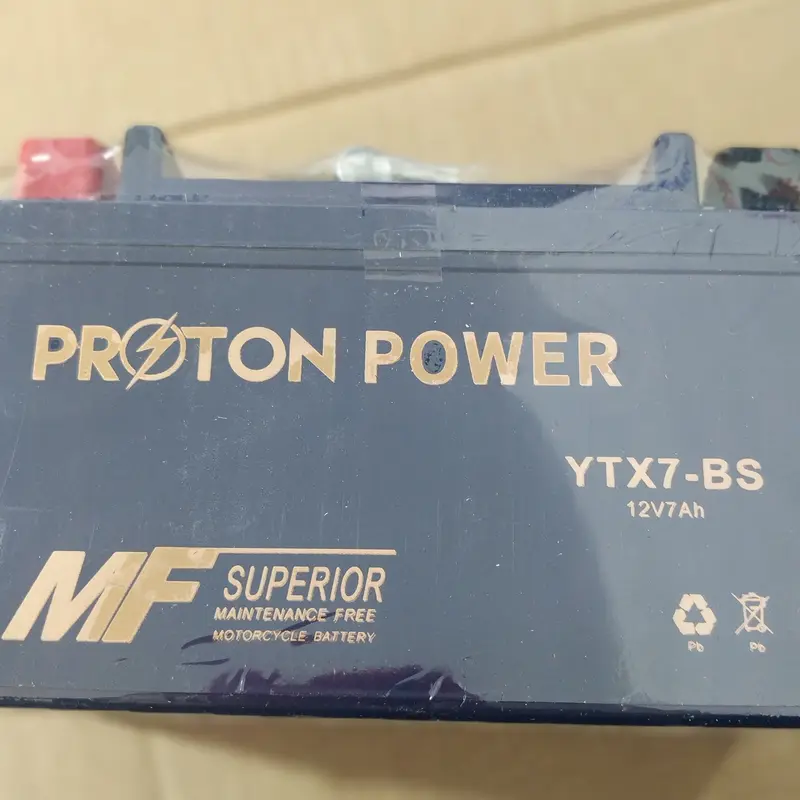 PROTON POWER
YTX7-BS
12V7Ah
MF SUPERIOR
MAINTENANCE FREE
MOTORCYCLE BATTERY
Pb Pb